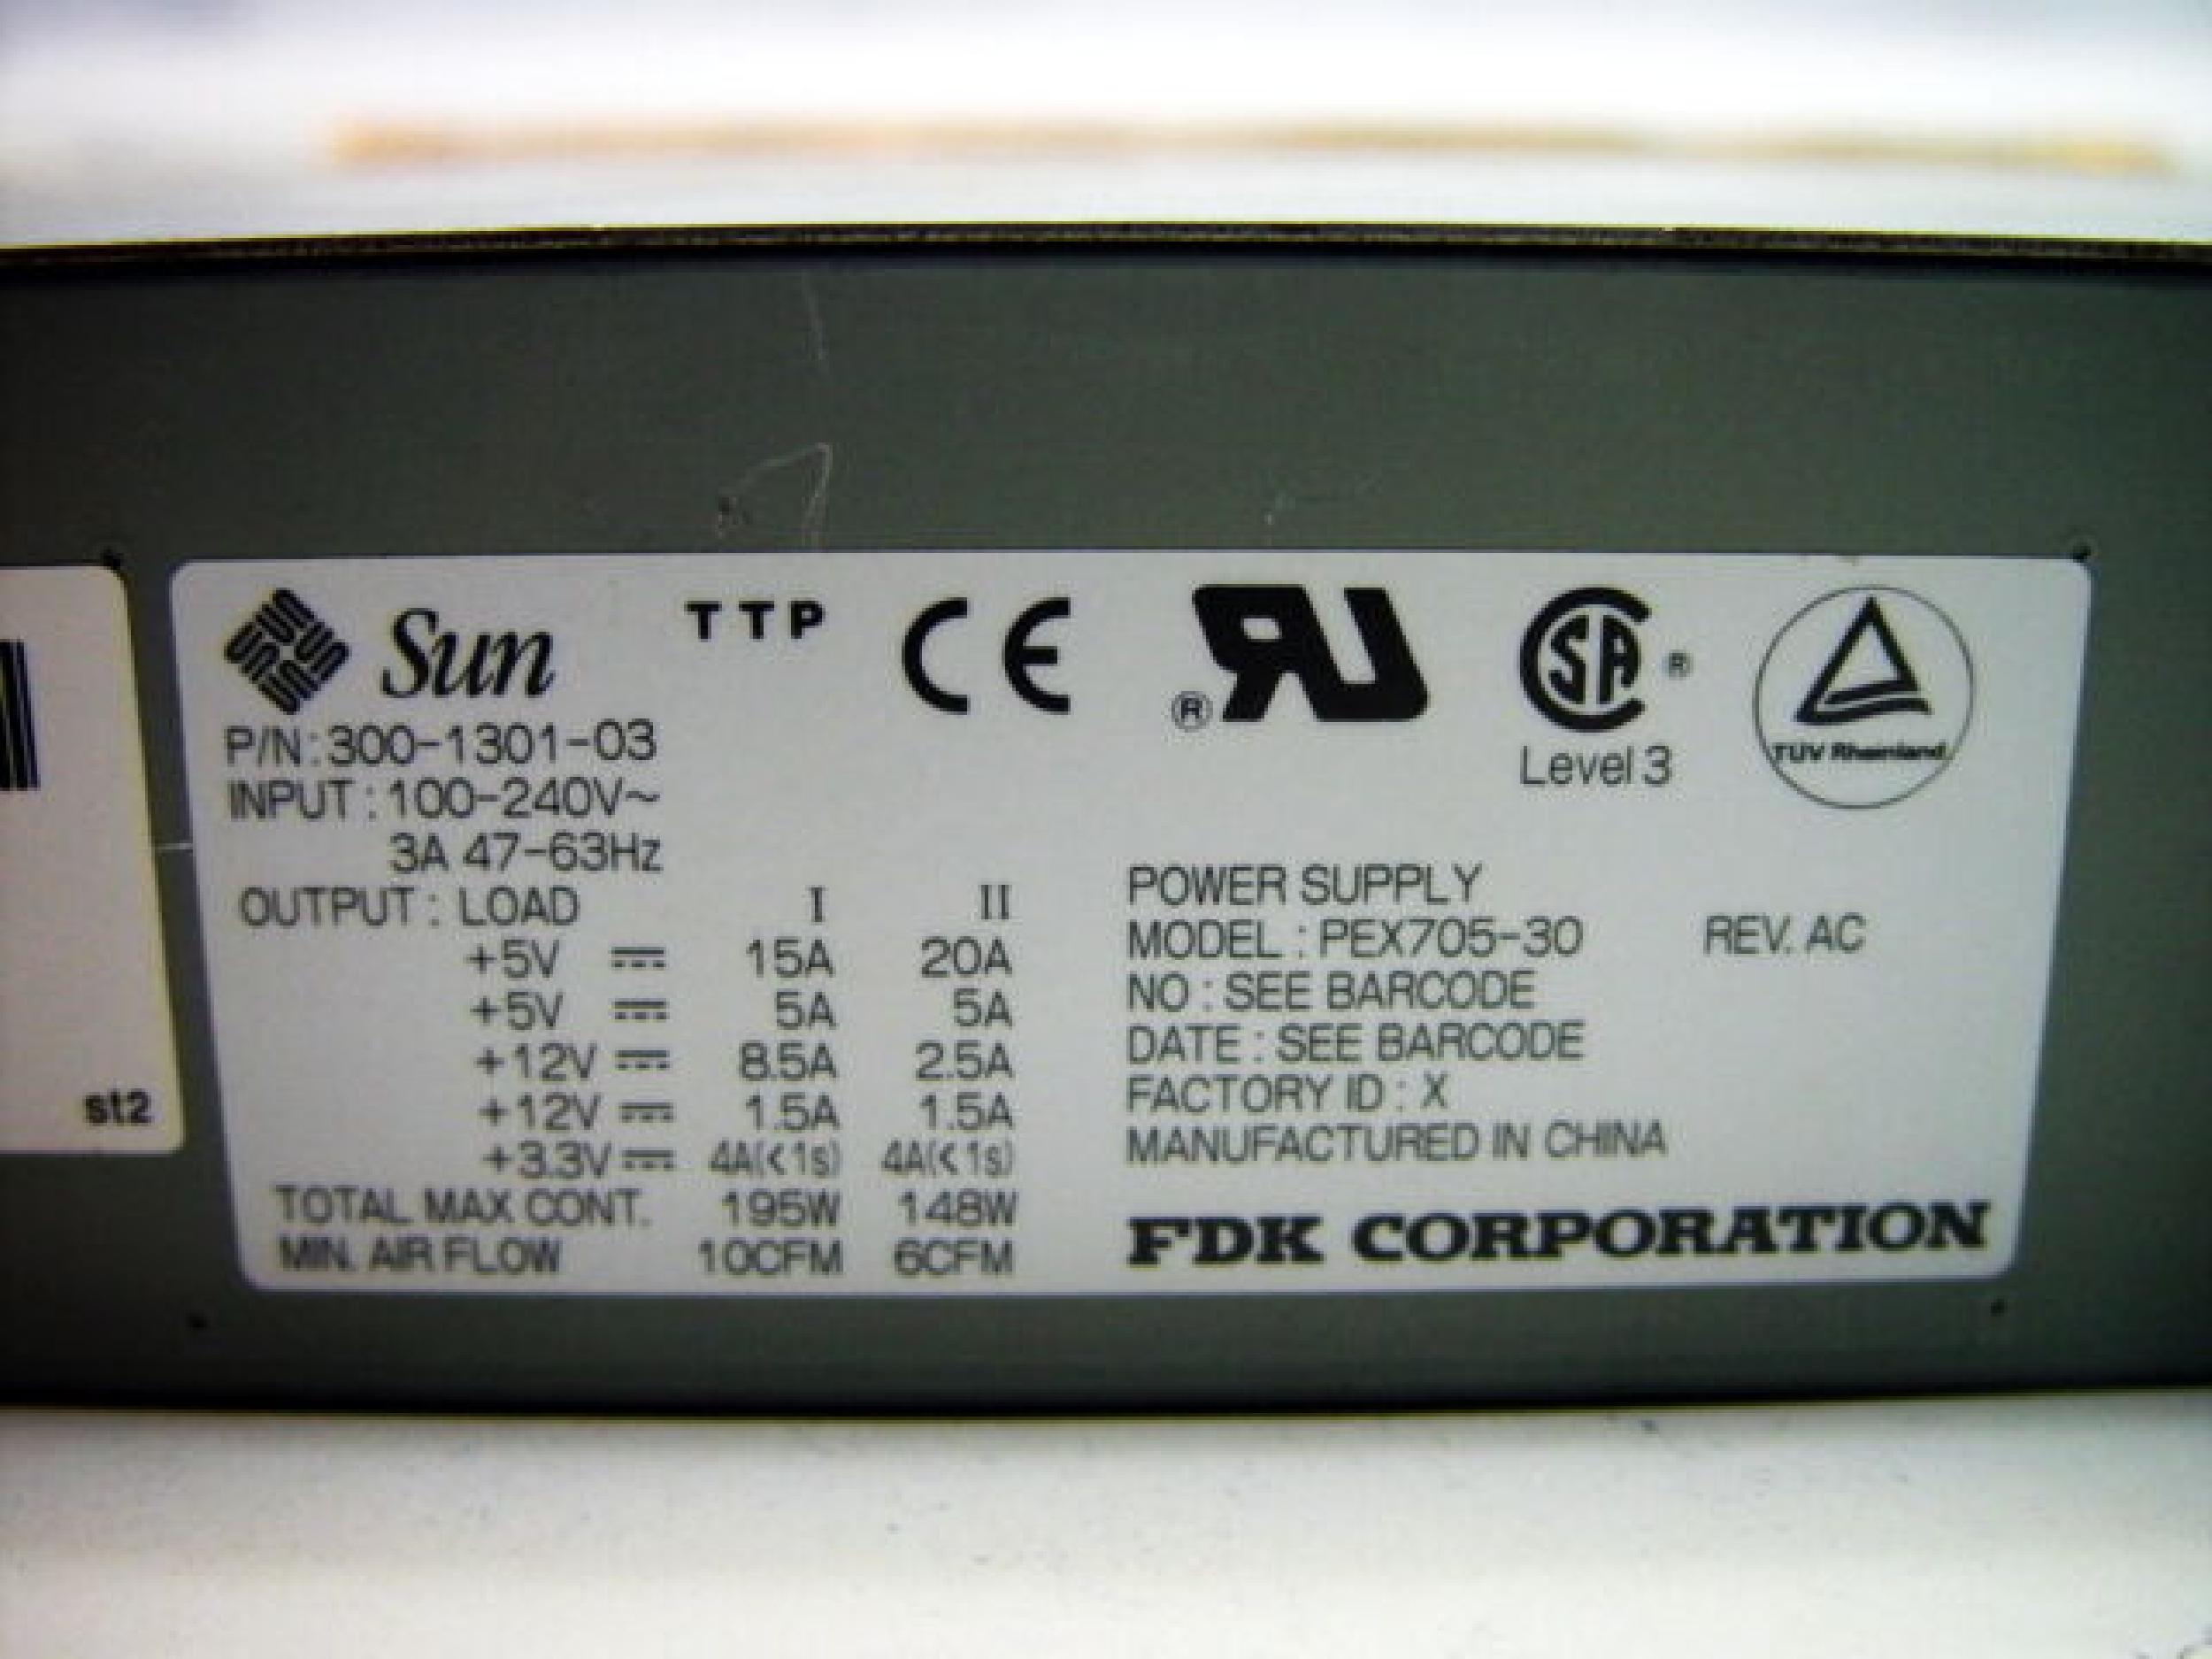 Sun TTP CE ® RU SA ®
Level 3
TÜV Rheinland
P/N:300-1301-03
INPUT:100-240V~
3A 47-63Hz
OUTPUT: LOAD I II
+5V ⎓ 15A 20A
+5V ⎓ 5A 5A
+12V ⎓ 8.5A 2.5A
+12V ⎓ 1.5A 1.5A
+3.3V ⎓ 4A(<1s) 4A(<1s)
TOTAL MAX CONT. 195W 148W
MIN. AIR FLOW 10CFM 6CFM
POWER SUPPLY
MODEL : PEX705-30 REV. AC
NO : SEE BARCODE
DATE : SEE BARCODE
FACTORY ID : X
MANUFACTURED IN CHINA
FDK CORPORATION
st2